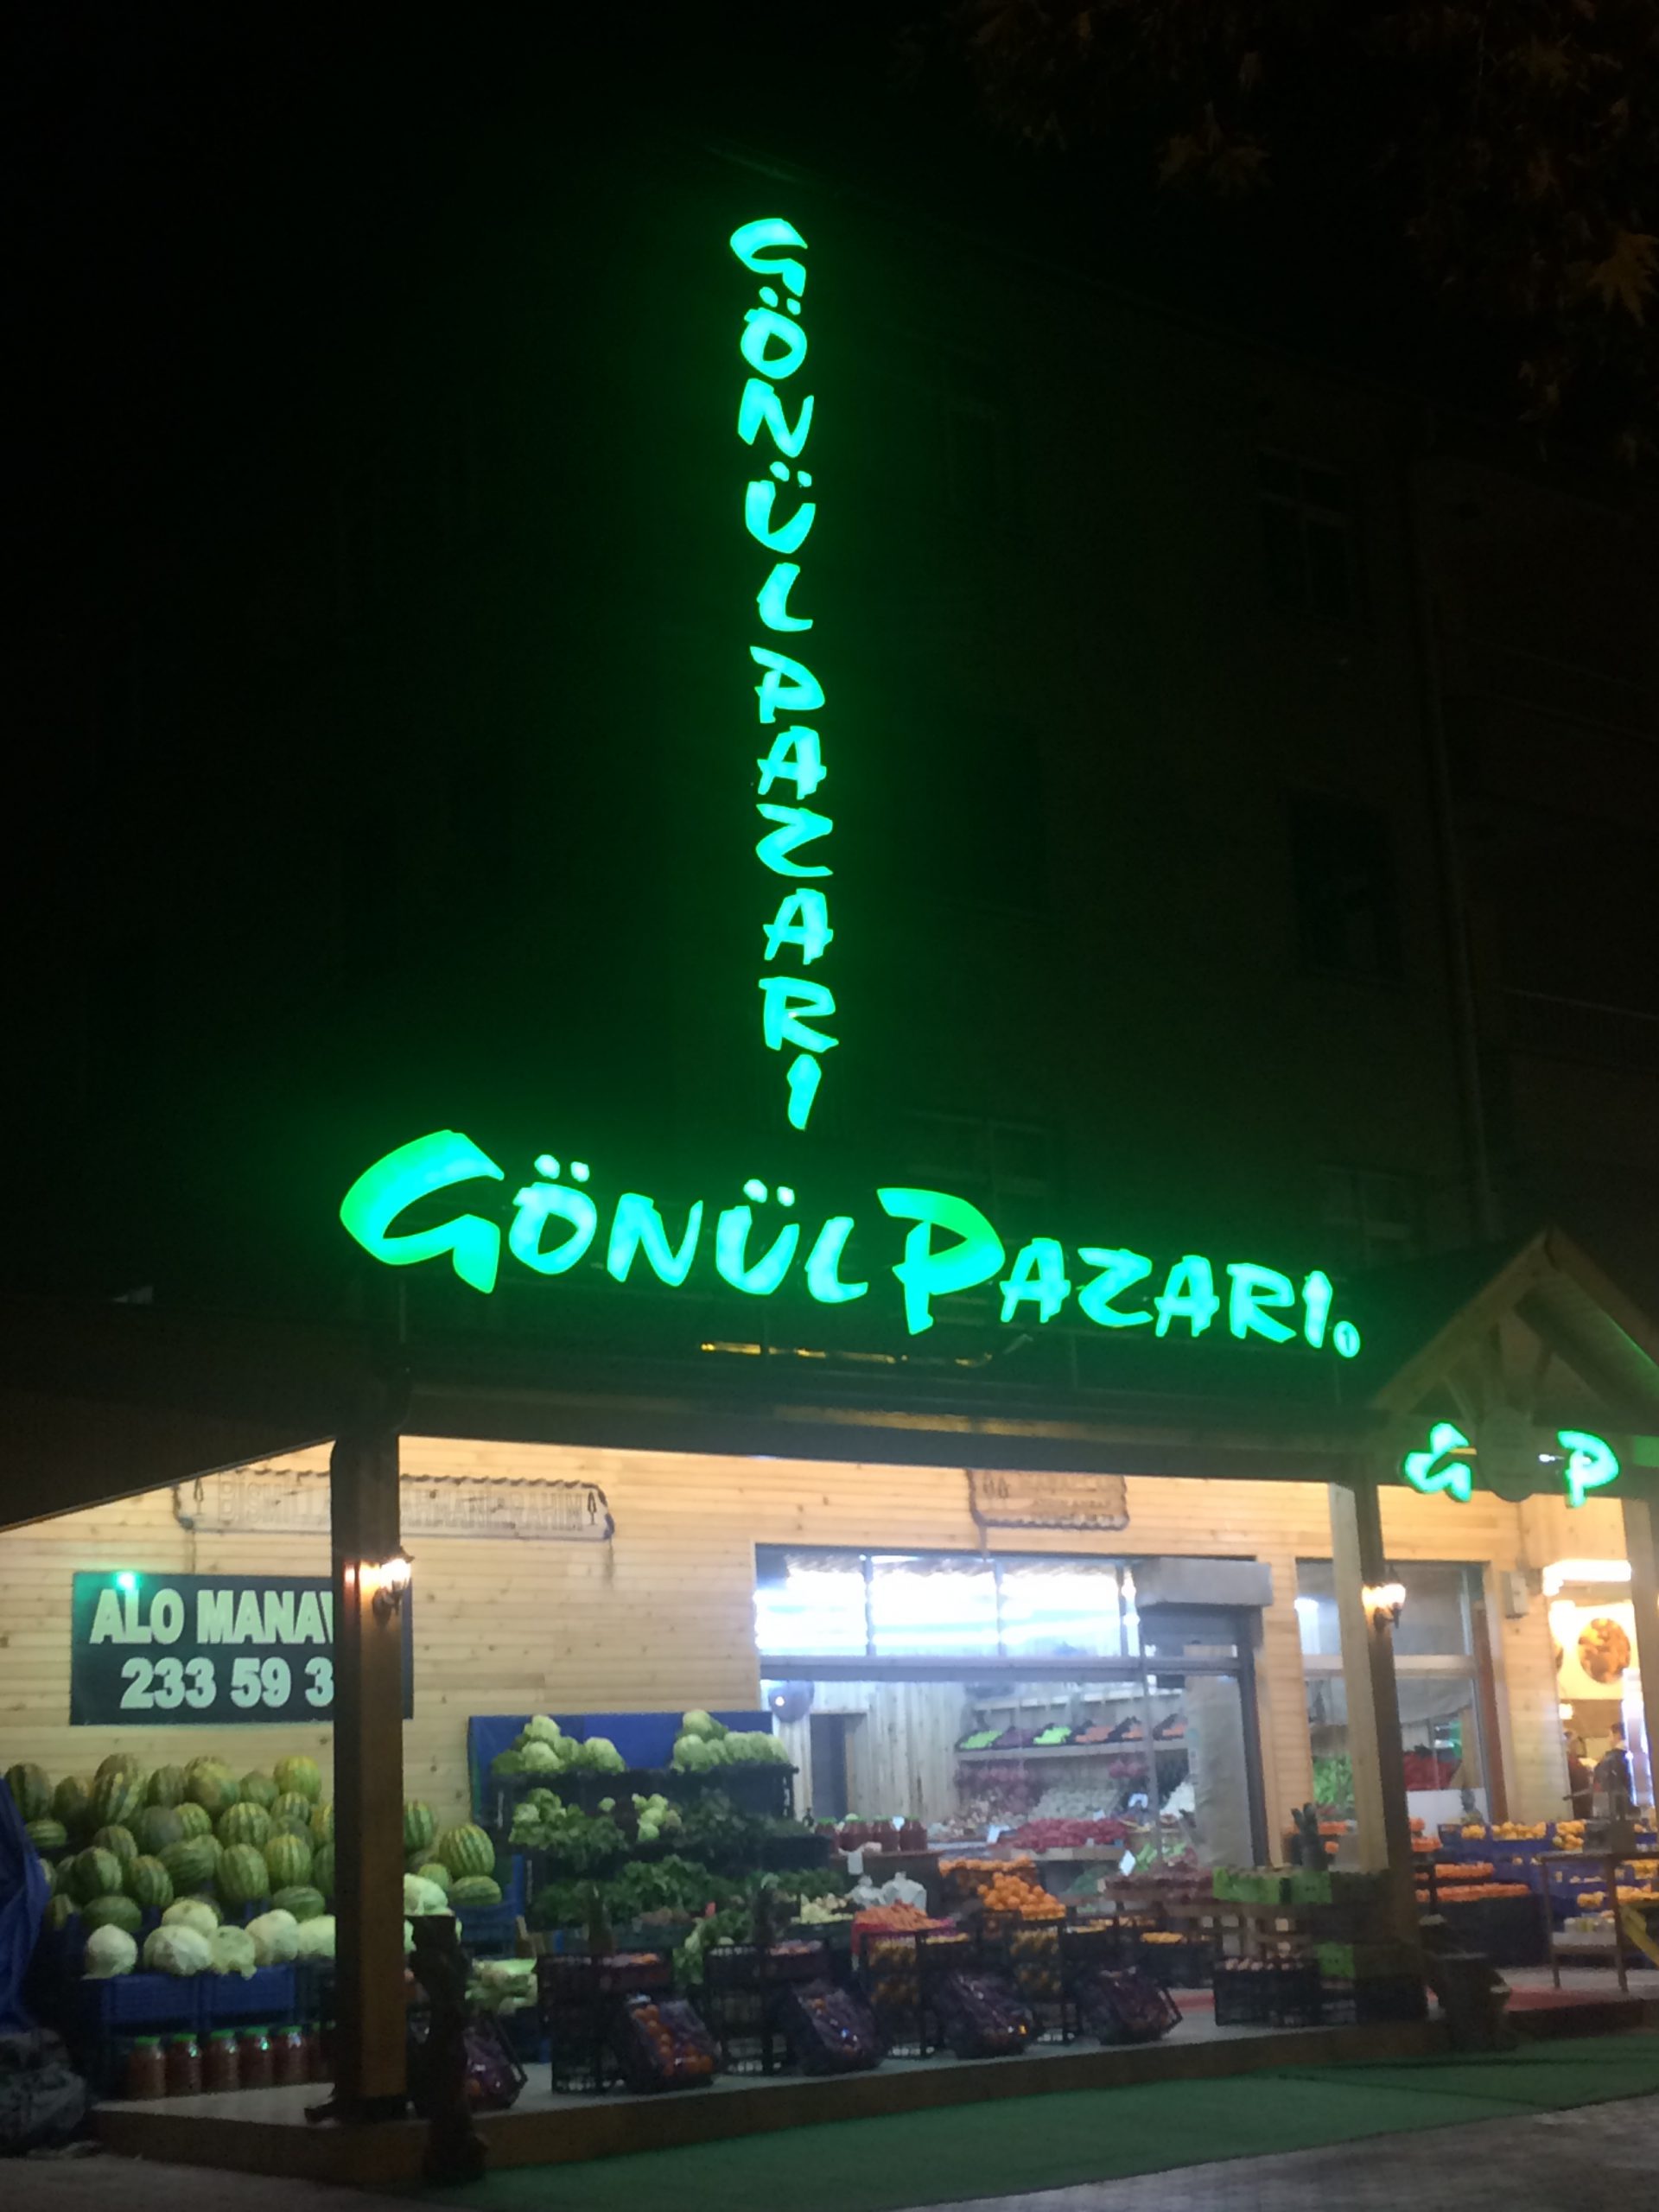 GÖNÜLPAZARI
GÖNÜL PAZARI.
G P
ALO MANAV
233 59 3